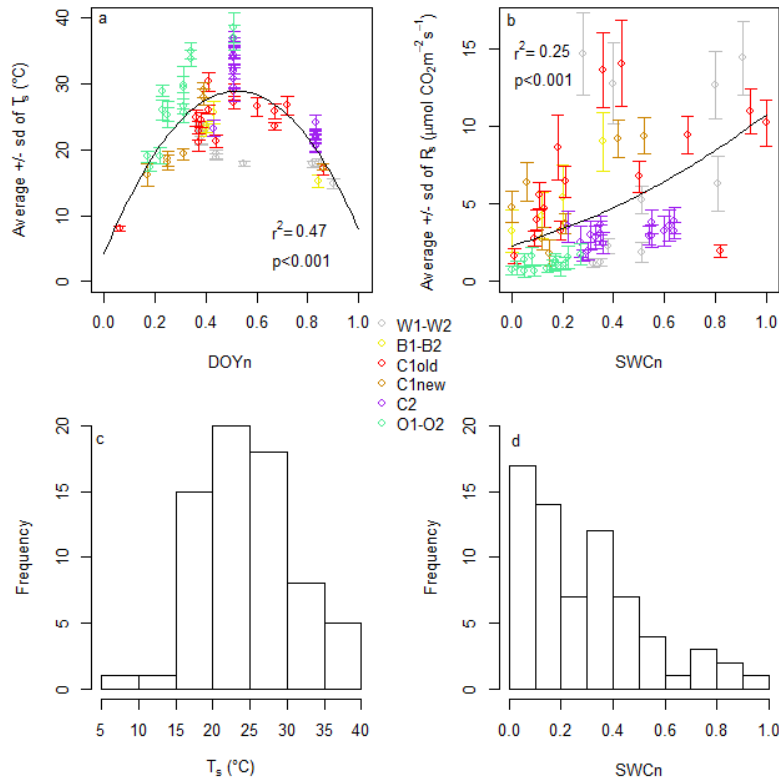 a
Average +/- sd of Ts (°C)
40
30
20
10
0
r²= 0.47
p<0.001
0.0 0.2 0.4 0.6 0.8 1.0
DOYn
b
Average +/- sd of Rs (μmol CO2m⁻²s⁻¹)
15
10
5
0
r²= 0.25
p<0.001
0.0 0.2 0.4 0.6 0.8 1.0
SWCn
W1-W2
B1-B2
C1old
C1new
C2
O1-O2
c
Frequency
20
15
10
5
0
5 10 15 20 25 30 35 40
Ts (°C)
d
Frequency
20
15
10
5
0
0.0 0.2 0.4 0.6 0.8 1.0
SWCn